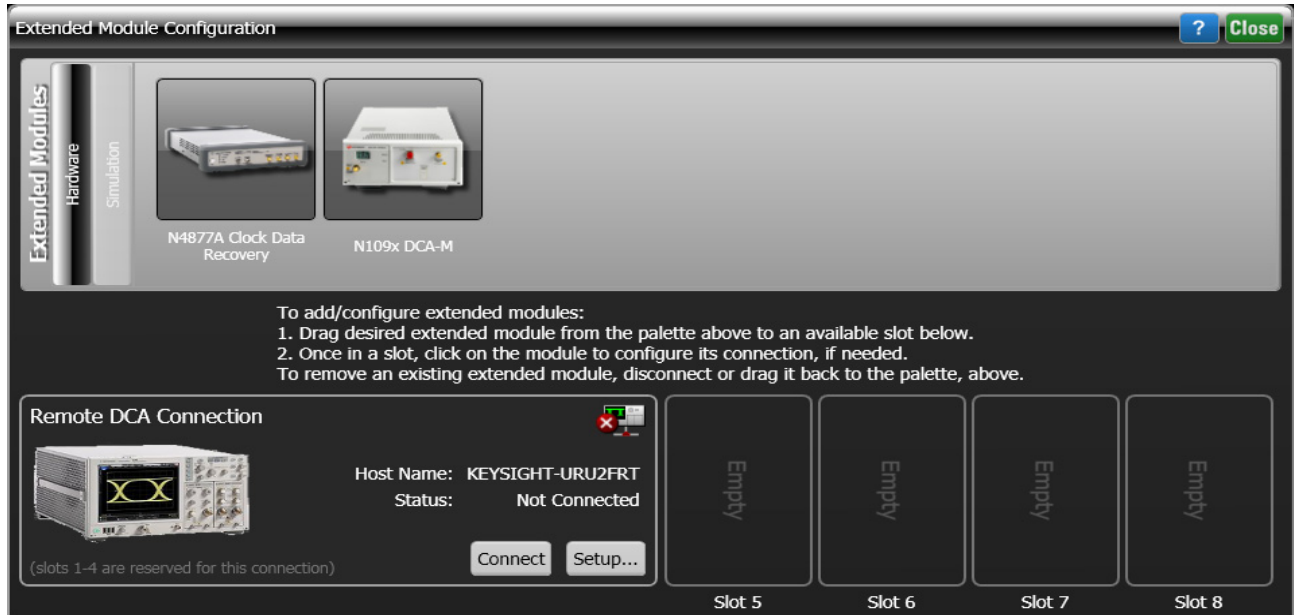 Extended Module Configuration
?
Close
Extended Modules
Hardware
Simulation
N4877A Clock Data
Recovery
N109x DCA-M
To add/configure extended modules:
1. Drag desired extended module from the palette above to an available slot below.
2. Once in a slot, click on the module to configure its connection, if needed.
To remove an existing extended module, disconnect or drag it back to the palette, above.
Remote DCA Connection
Host Name: KEYSIGHT-URU2FRT
Status: Not Connected
(slots 1-4 are reserved for this connection)
Connect
Setup...
Empty
Empty
Empty
Empty
Slot 5
Slot 6
Slot 7
Slot 8